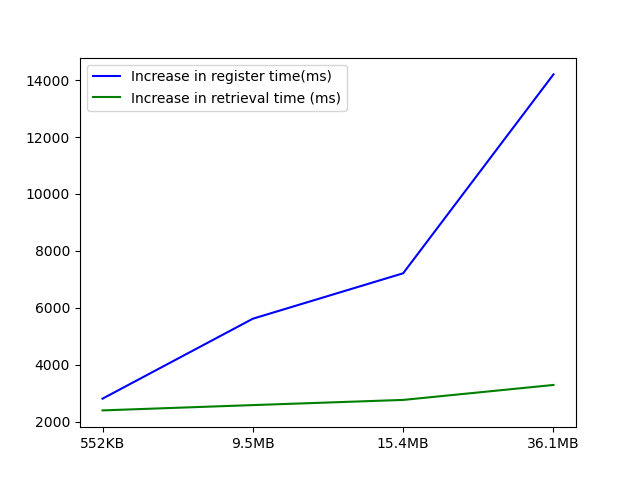 Increase in register time(ms)
Increase in retrieval time (ms)
14000
12000
10000
8000
6000
4000
2000
552KB 9.5MB 15.4MB 36.1MB